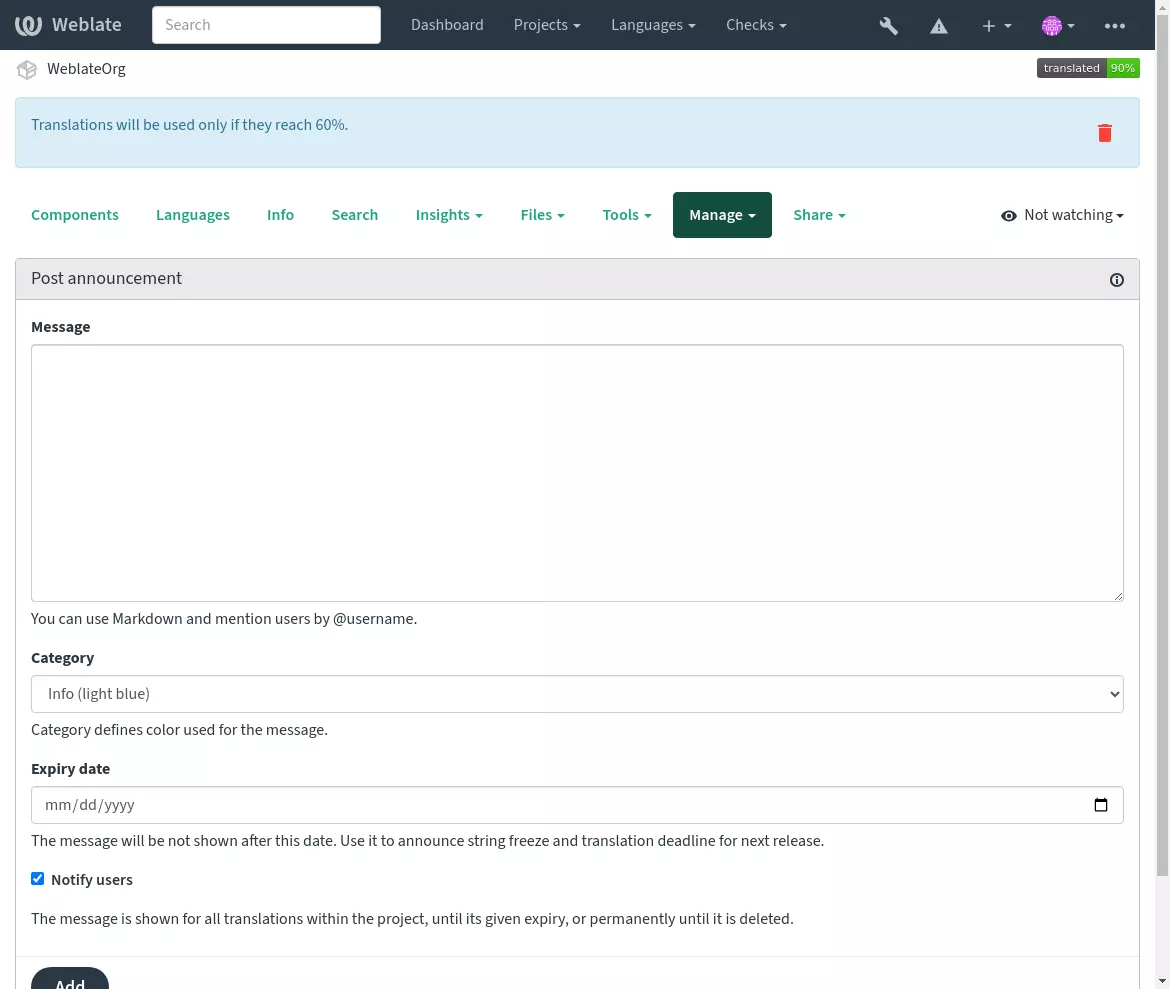 Weblate
Search
Dashboard
Projects
Languages
Checks
WeblateOrg
translated 90%
Translations will be used only if they reach 60%.
Components
Languages
Info
Search
Insights
Files
Tools
Manage
Share
Not watching
Post announcement
Message
You can use Markdown and mention users by @username.
Category
Info (light blue)
Category defines color used for the message.
Expiry date
mm/dd/yyyy
The message will be not shown after this date. Use it to announce string freeze and translation deadline for next release.
Notify users
The message is shown for all translations within the project, until its given expiry, or permanently until it is deleted.
Add